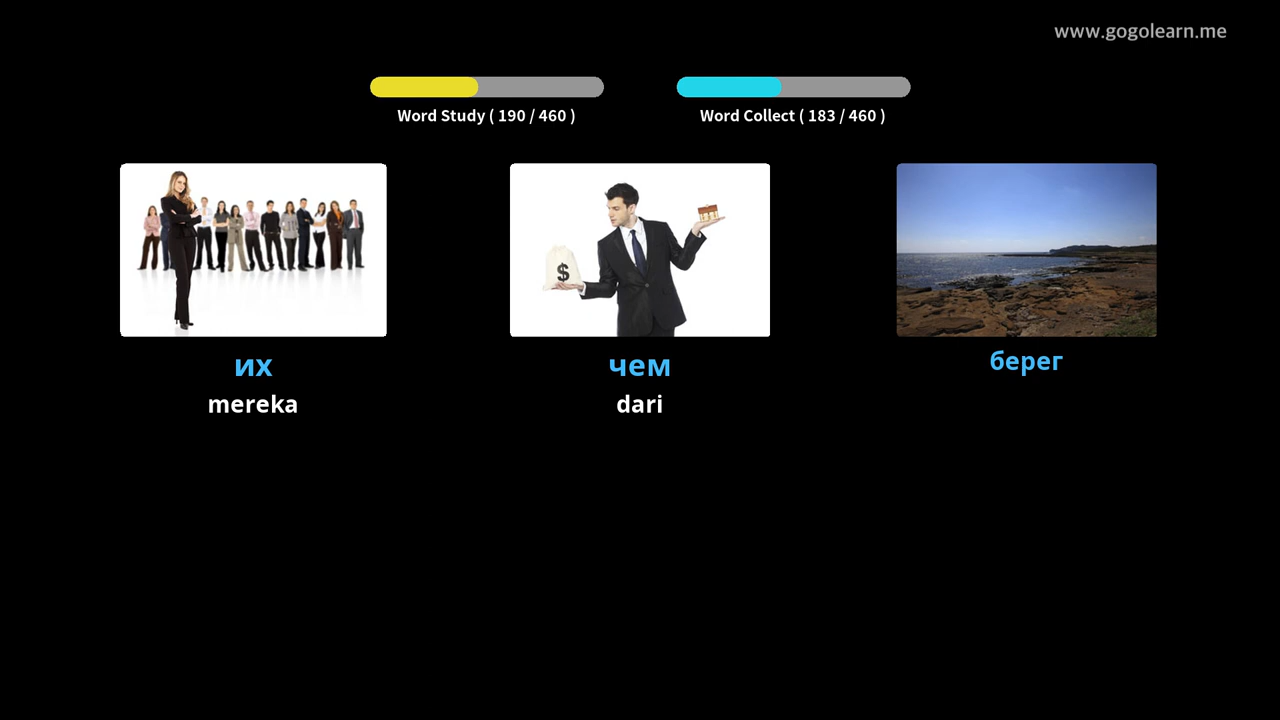 www.gogolearn.me
Word Study ( 190 / 460 )
Word Collect ( 183 / 460 )
$
их
mereka
чем
dari
берег